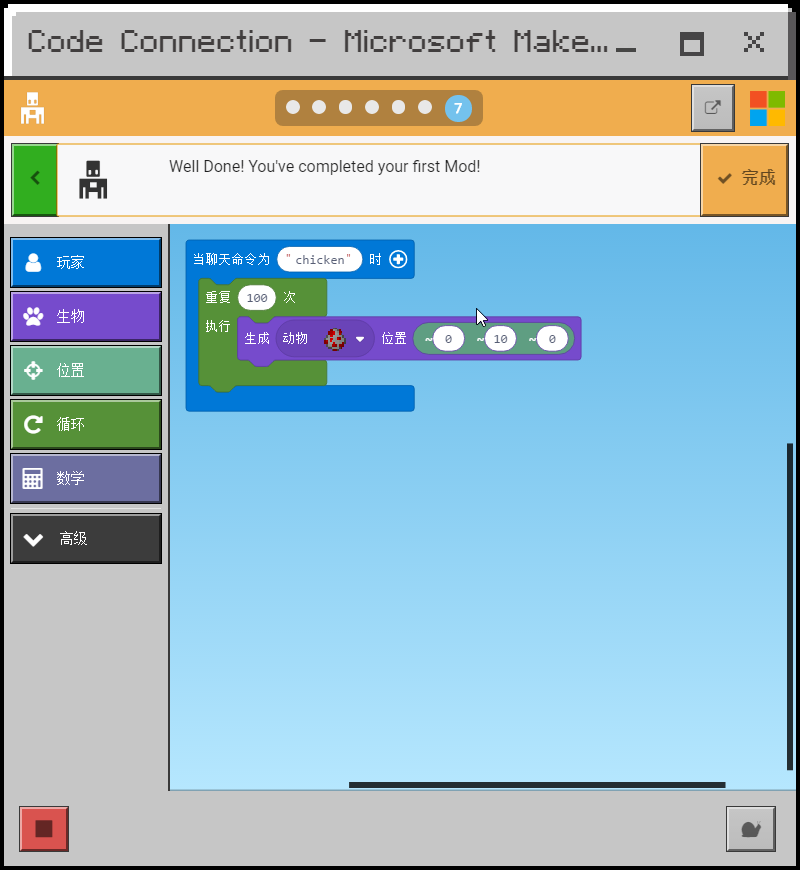 Code Connection - Microsoft Make...
7
Well Done! You've completed your first Mod!
完成
玩家
生物
位置
循环
数学
高级
当聊天命令为 "chicken" 时
重复 100 次
执行
生成 动物 位置 ~0 ~10 ~0